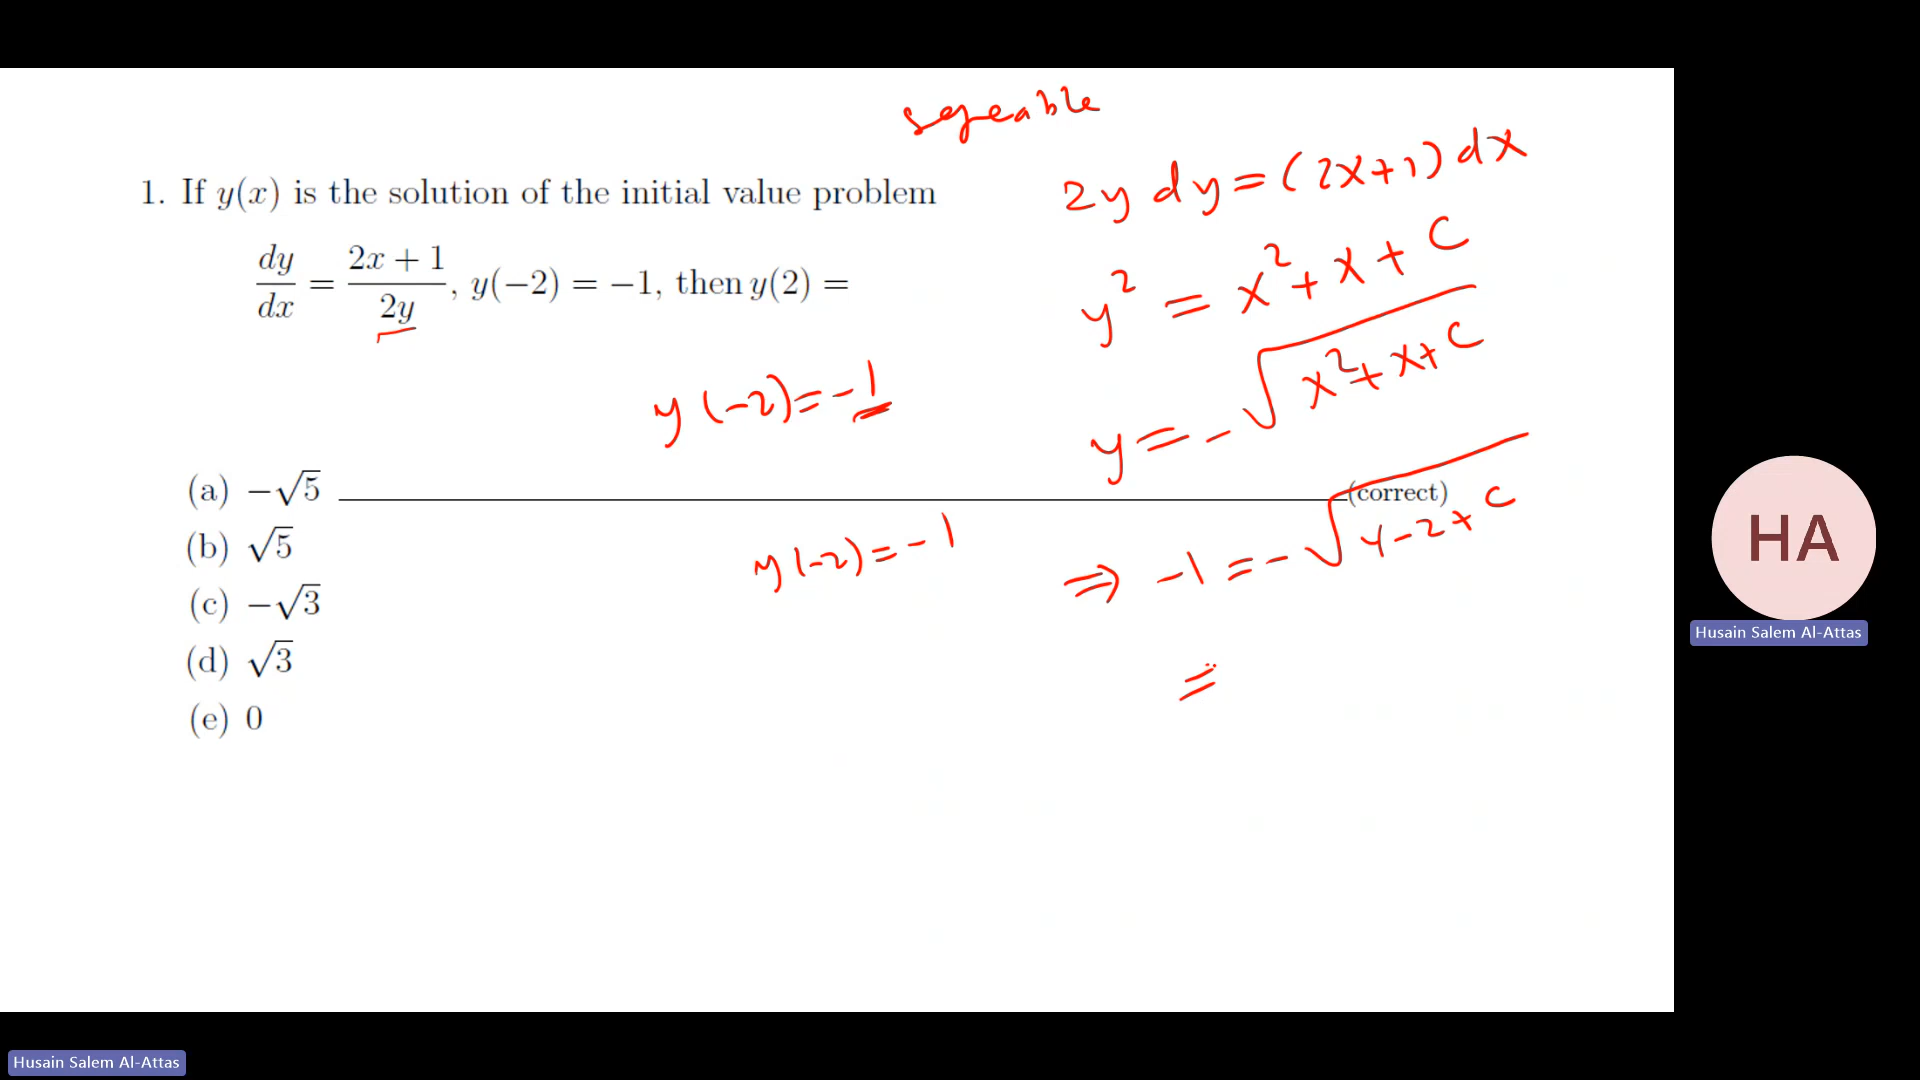 sepeable
1. If y(x) is the solution of the initial value problem
dy/dx = (2x + 1)/(2y), y(−2) = −1, then y(2) =
2y dy = (2x+1) dx
y² = x² + x + C
y(-2) = -1
y = -√(x² + x + C)
(a) −√5 (correct)
(b) √5
(c) −√3
(d) √3
(e) 0
y(-2) = -1
⇒ -1 = -√(4-2+C)
=
HA
Husain Salem Al-Attas
Husain Salem Al-Attas